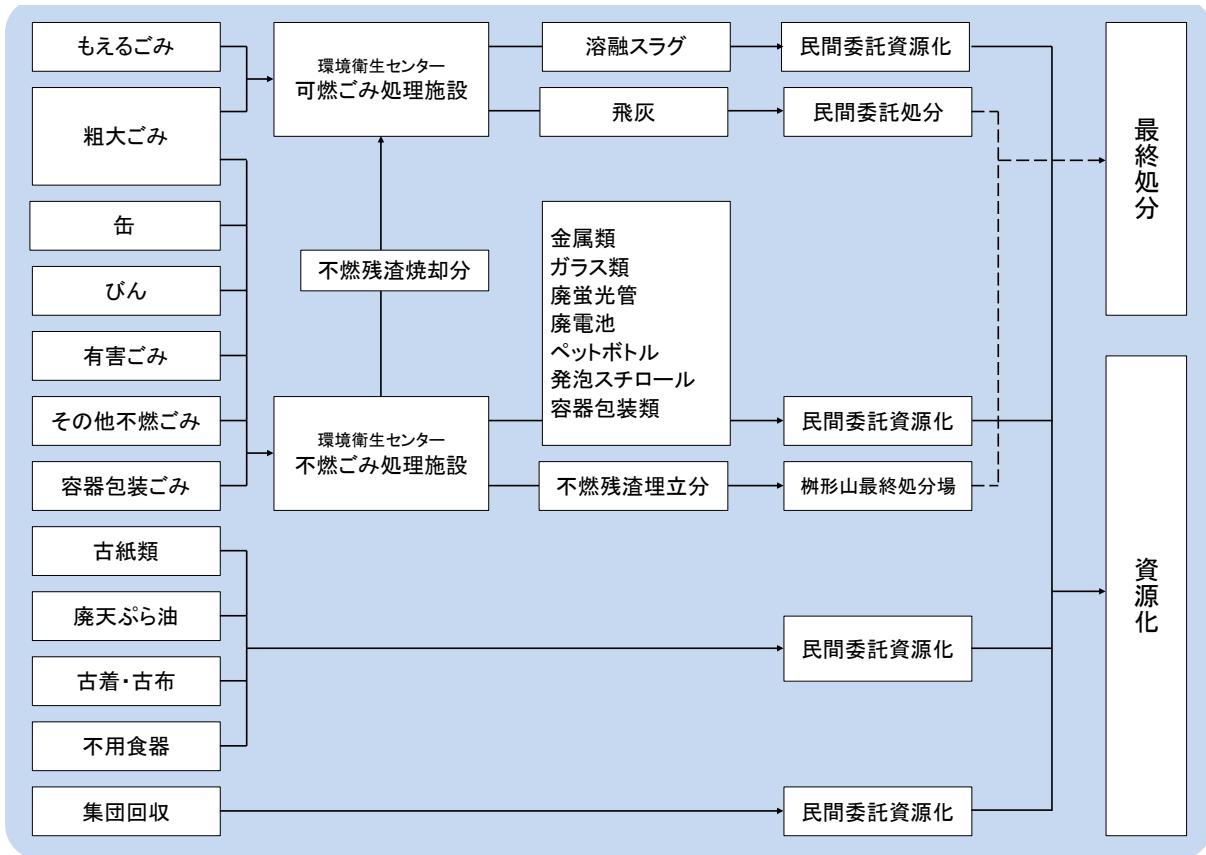 もえるごみ
粗大ごみ
缶
びん
有害ごみ
その他不燃ごみ
容器包装ごみ
古紙類
廃天ぷら油
古着・古布
不用食器
集団回収
環境衛生センター
可燃ごみ処理施設
不燃残渣焼却分
環境衛生センター
不燃ごみ処理施設
溶融スラグ
飛灰
金属類
ガラス類
廃蛍光管
廃電池
ペットボトル
発泡スチロール
容器包装類
不燃残渣埋立分
民間委託資源化
民間委託処分
民間委託資源化
桝形山最終処分場
民間委託資源化
民間委託資源化
最終処分
資源化